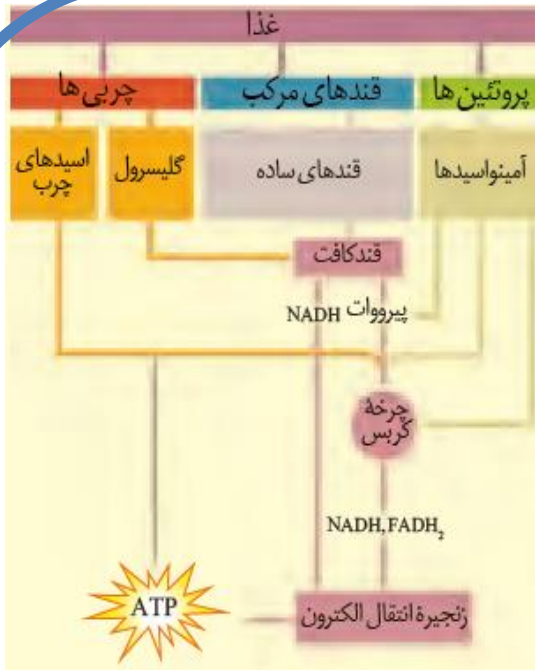 غذا
پروتئین ها
قندهای مرکب
چربی ها
آمینواسیدها
قندهای ساده
گلیسرول
اسیدهای
چرب
قندکافت
پیرووات NADH
چرخهٔ
کربس
NADH, FADH₂
زنجیرهٔ انتقال الکترون
ATP